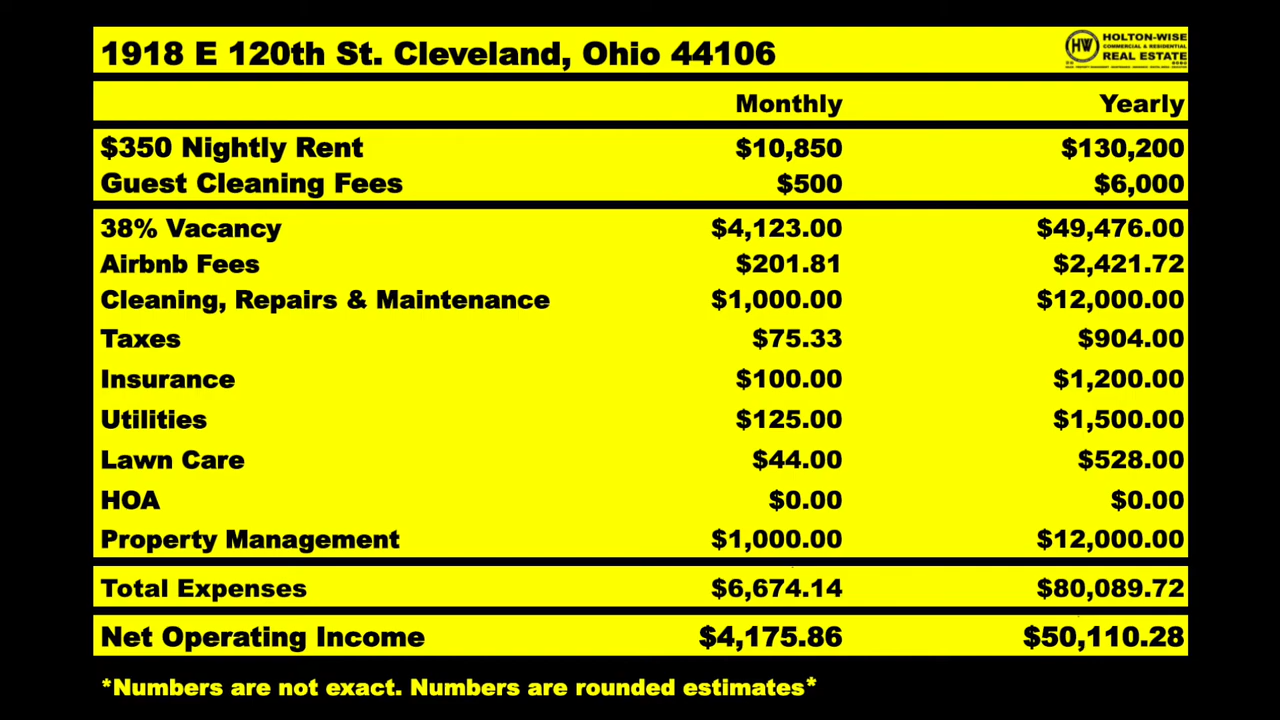 1918 E 120th St. Cleveland, Ohio 44106
HOLTON-WISE
COMMERCIAL & RESIDENTIAL
REAL ESTATE
HW
Monthly Yearly
$350 Nightly Rent $10,850 $130,200
Guest Cleaning Fees $500 $6,000
38% Vacancy $4,123.00 $49,476.00
Airbnb Fees $201.81 $2,421.72
Cleaning, Repairs & Maintenance $1,000.00 $12,000.00
Taxes $75.33 $904.00
Insurance $100.00 $1,200.00
Utilities $125.00 $1,500.00
Lawn Care $44.00 $528.00
HOA $0.00 $0.00
Property Management $1,000.00 $12,000.00
Total Expenses $6,674.14 $80,089.72
Net Operating Income $4,175.86 $50,110.28
*Numbers are not exact. Numbers are rounded estimates*